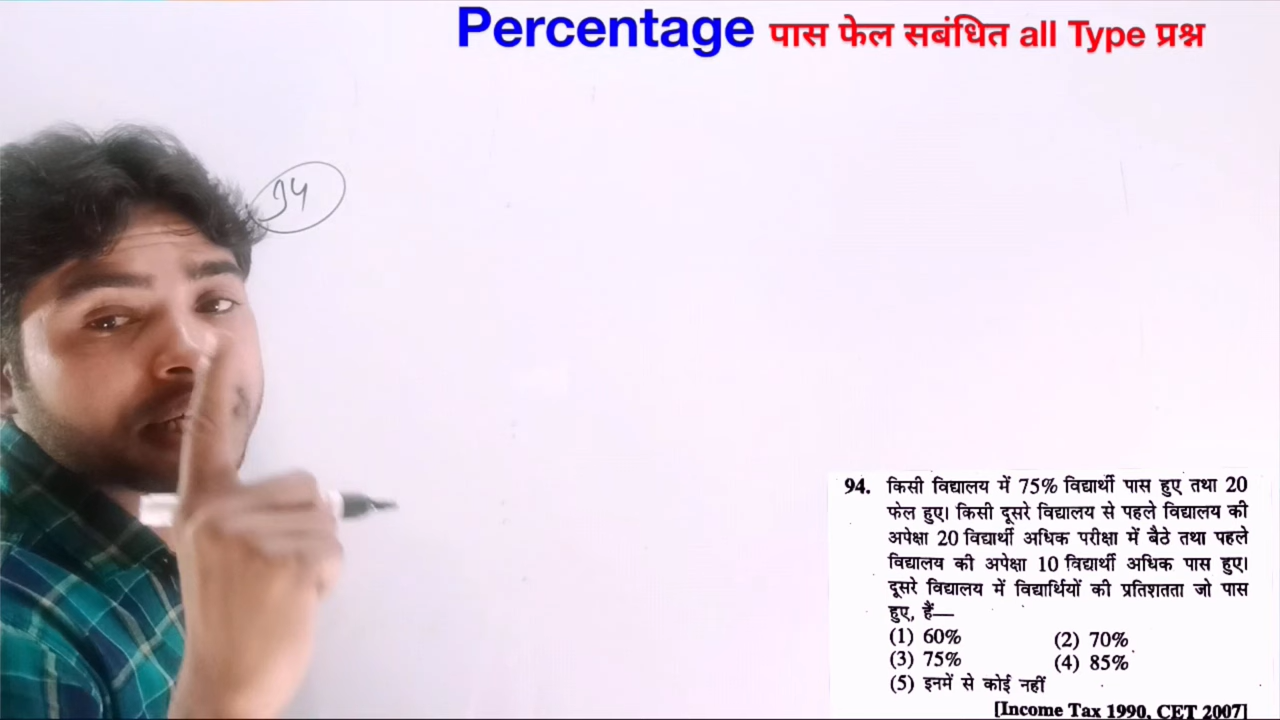 Percentage पास फेल सबंधित all Type प्रश्न
94
94. किसी विद्यालय में 75% विद्यार्थी पास हुए तथा 20
फेल हुए। किसी दूसरे विद्यालय से पहले विद्यालय की
अपेक्षा 20 विद्यार्थी अधिक परीक्षा में बैठे तथा पहले
विद्यालय की अपेक्षा 10 विद्यार्थी अधिक पास हुए।
दूसरे विद्यालय में विद्यार्थियों की प्रतिशतता जो पास
हुए, हैं—
(1) 60% (2) 70%
(3) 75% (4) 85%
(5) इनमें से कोई नहीं
[Income Tax 1990, CET 2007]